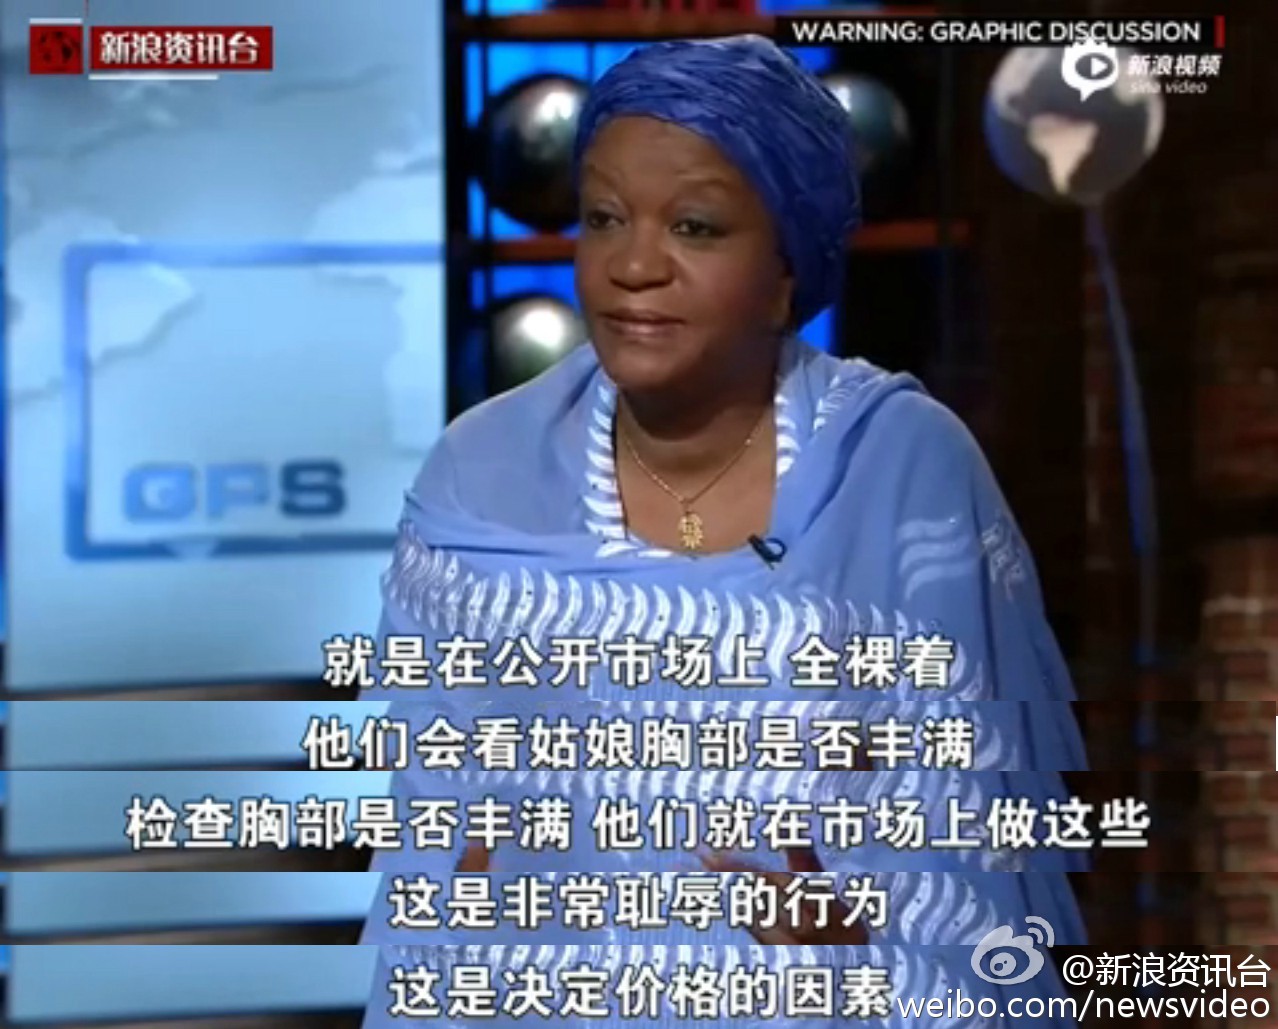 新浪资讯台
WARNING: GRAPHIC DISCUSSION
新浪视频
sina video
GPS
就是在公开市场上 全裸着
他们会看姑娘胸部是否丰满
检查胸部是否丰满 他们就在市场上做这些
这是非常耻辱的行为
这是决定价格的因素
@新浪资讯台
weibo.com/newsvideo